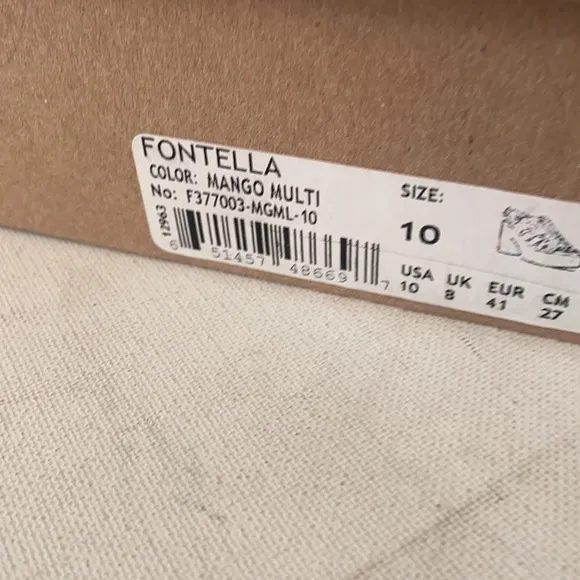 FONTELLA
COLOR: MANGO MULTI
No: F377003-MGML-10
12963
6 51457 48669 7
SIZE:
10
USA UK EUR CM
10 8 41 27